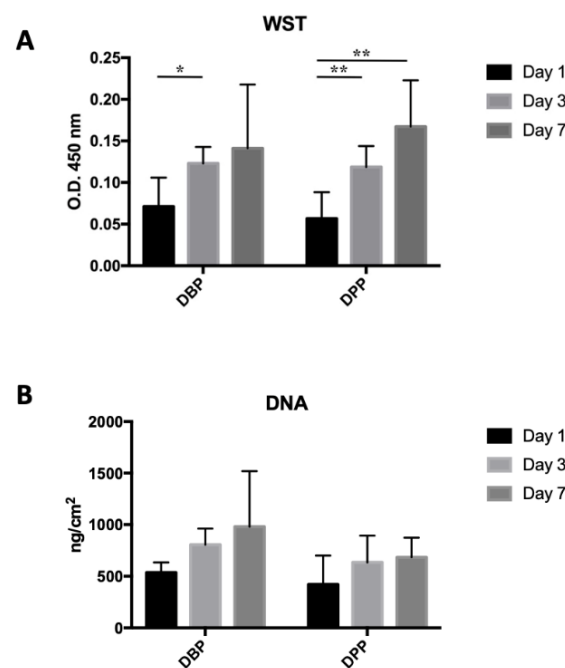 A
WST
O.D. 450 nm
0.25
0.20
0.15
0.10
0.05
0.00
*
**
**
DBP
DPP
Day 1
Day 3
Day 7
B
DNA
ng/cm²
2000
1500
1000
500
0
DBP
DPP
Day 1
Day 3
Day 7